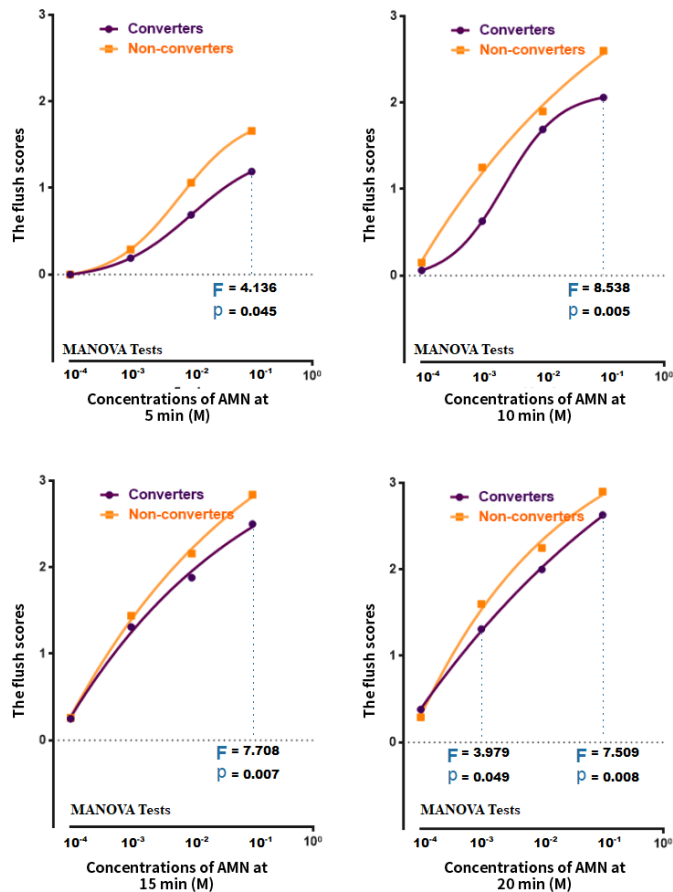 3
Converters
Non-converters
2
The flush scores
1
0
F = 4.136
p = 0.045
MANOVA Tests
10⁻⁴ 10⁻³ 10⁻² 10⁻¹ 10⁰
Concentrations of AMN at
5 min (M)
3
Converters
Non-converters
2
The flush scores
1
0
F = 8.538
p = 0.005
MANOVA Tests
10⁻⁴ 10⁻³ 10⁻² 10⁻¹ 10⁰
Concentrations of AMN at
10 min (M)
3
Converters
Non-converters
2
The flush scores
1
0
F = 7.708
p = 0.007
MANOVA Tests
10⁻⁴ 10⁻³ 10⁻² 10⁻¹ 10⁰
Concentrations of AMN at
15 min (M)
3
Converters
Non-converters
2
The flush scores
1
0
F = 3.979 F = 7.509
p = 0.049 p = 0.008
MANOVA Tests
10⁻⁴ 10⁻³ 10⁻² 10⁻¹ 10⁰
Concentrations of AMN at
20 min (M)